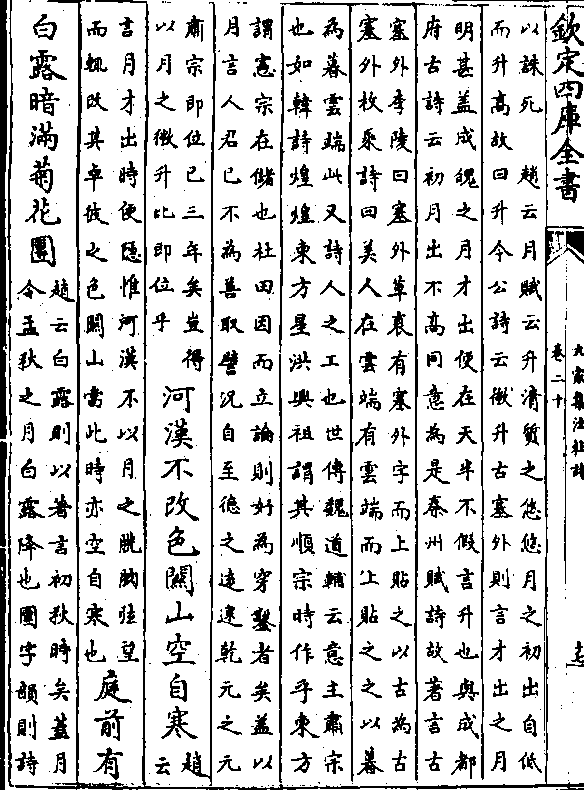 欽定四庫全書
九家集注杜詩
卷二十
以誅死 趙云月賦云升清質之悠悠月之初出自低
而升高故曰升今公詩云微升古塞外則言才出之月
明甚盖成魄之月才出便在天半不假言升也與成都
府古詩云初月出不高同意為是秦州賦詩故著言古
塞外李陵曰塞外草衰有塞外字而上貼之以古為古
塞外枚乘詩曰美人在雲端有雲端而上貼之之以暮
為暮雲端此又詩人之工也世傳魏道輔云意主肅宗
也如韓詩煌煌東方星洪興祖謂其順宗時作乎東方
謂憲宗在儲也杜田因而立論則好為穿鑿者矣盖以
月言人君已不為善取譬況自至德之遠逮乾元之元
肅宗即位已三年矣豈得
以月之微升比即位乎
河漢不改色關山空自寒
趙
云
言月才出時便隱惟河漢不以月之朓朒弦望
而輒改其卓彼之色關山當此時亦空自寒也
庭前有
白露暗滿菊花團
趙云白露則以著言初秋時矣蓋月
令孟秋之月白露降也團字韻則詩